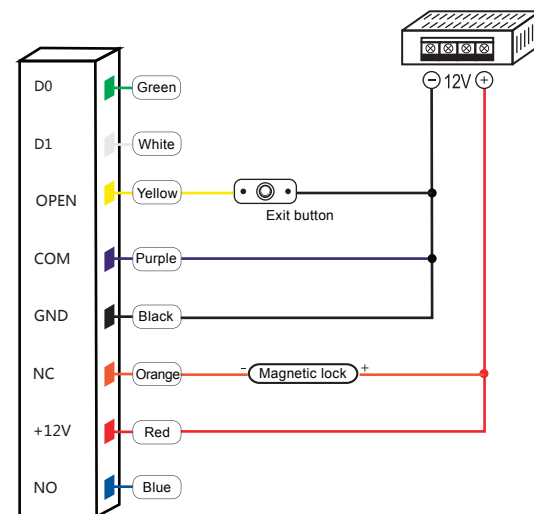 − 12V +
D0 Green
D1 White
OPEN Yellow
Exit button
COM Purple
GND Black
NC Orange - Magnetic lock +
+12V Red
NO Blue